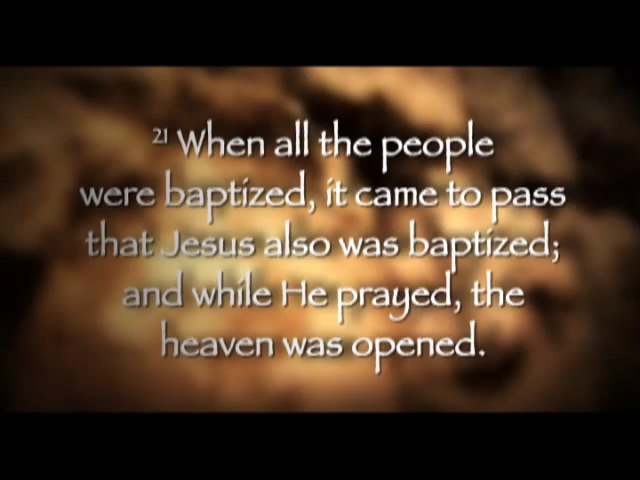 21 When all the people
were baptized, it came to pass
that Jesus also was baptized;
and while He prayed, the
heaven was opened.